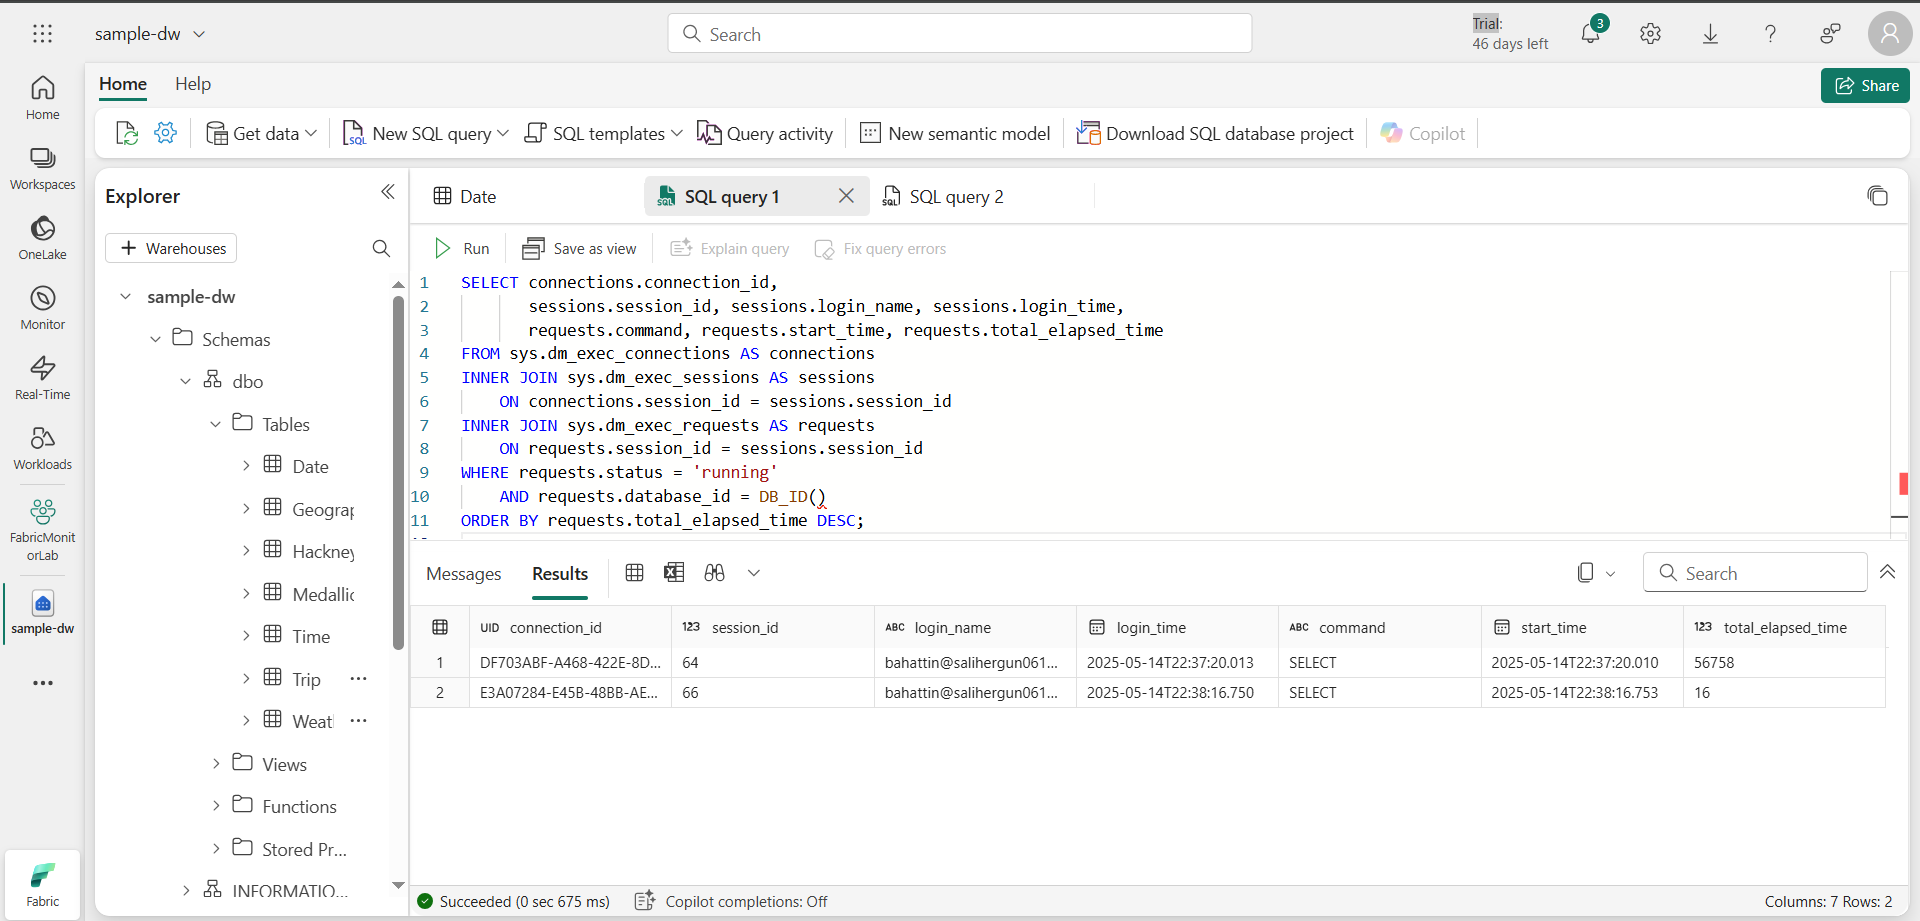 sample-dw
Search
Trial:
46 days left
3
Home
Workspaces
OneLake
Monitor
Real-Time
Workloads
FabricMonit
orLab
sample-dw
Fabric
Home Help
Share
Get data
SQL
New SQL query
SQL templates
Query activity
New semantic model
Download SQL database project
Copilot
Explorer
+ Warehouses
sample-dw
Schemas
dbo
Tables
Date
Geograp
Hackney
Medallic
Time
Trip ...
Weat ...
Views
Functions
Stored Pr...
INFORMATIO...
Date
SQL
SQL query 1
SQL
SQL query 2
Run
Save as view
Explain query
Fix query errors
1 SELECT connections.connection_id,
2 sessions.session_id, sessions.login_name, sessions.login_time,
3 requests.command, requests.start_time, requests.total_elapsed_time
4 FROM sys.dm_exec_connections AS connections
5 INNER JOIN sys.dm_exec_sessions AS sessions
6 ON connections.session_id = sessions.session_id
7 INNER JOIN sys.dm_exec_requests AS requests
8 ON requests.session_id = sessions.session_id
9 WHERE requests.status = 'running'
10 AND requests.database_id = DB_ID()
11 ORDER BY requests.total_elapsed_time DESC;
Messages Results
Search
UID connection_id 123 session_id ABC login_name login_time ABC command start_time 123 total_elapsed_time
1 DF703ABF-A468-422E-8D... 64 bahattin@salihergun061... 2025-05-14T22:37:20.013 SELECT 2025-05-14T22:37:20.010 56758
2 E3A07284-E45B-48BB-AE... 66 bahattin@salihergun061... 2025-05-14T22:38:16.750 SELECT 2025-05-14T22:38:16.753 16
Succeeded (0 sec 675 ms)
Copilot completions: Off
Columns: 7 Rows: 2